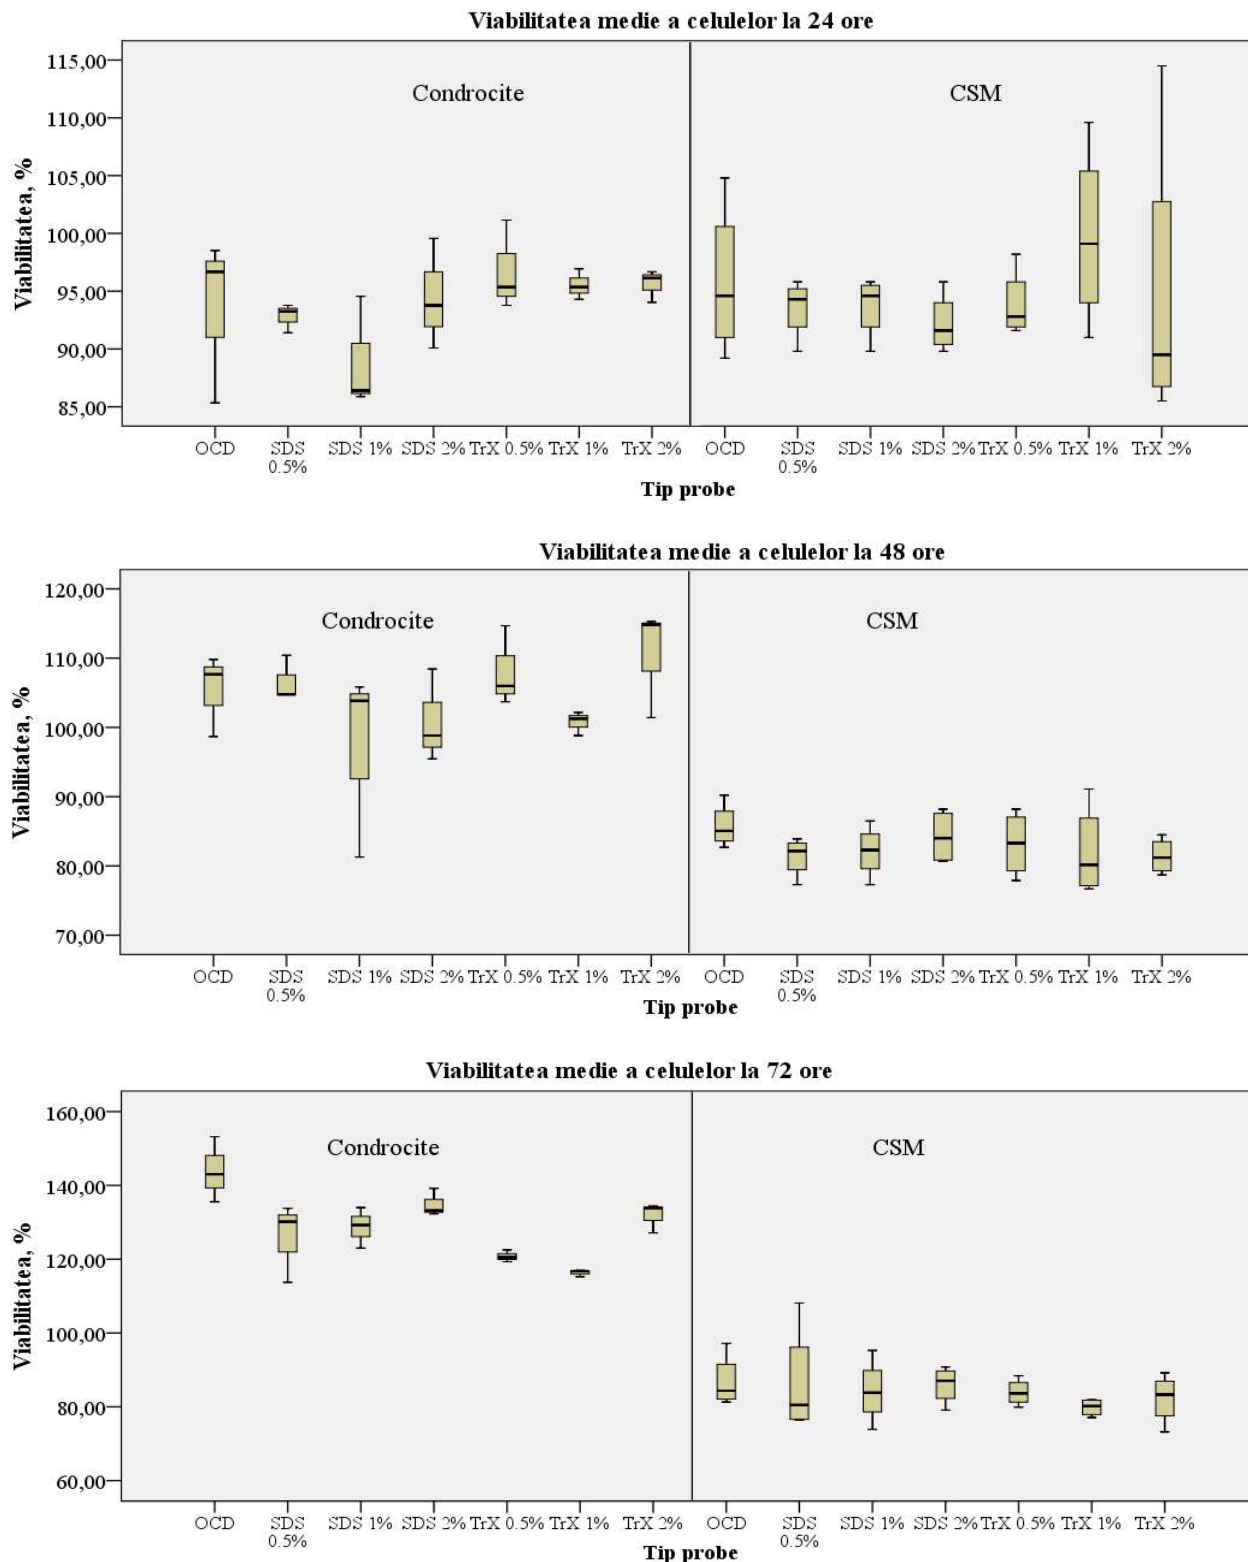 Viabilitatea medie a celulelor la 24 ore
Viabilitatea, %
115,00
110,00
105,00
100,00
95,00
90,00
85,00
Condrocite
CSM
OCD SDS 0.5% SDS 1% SDS 2% TrX 0.5% TrX 1% TrX 2% OCD SDS 0.5% SDS 1% SDS 2% TrX 0.5% TrX 1% TrX 2%
Tip probe
Viabilitatea medie a celulelor la 48 ore
Viabilitatea, %
120,00
110,00
100,00
90,00
80,00
70,00
Condrocite
CSM
OCD SDS 0.5% SDS 1% SDS 2% TrX 0.5% TrX 1% TrX 2% OCD SDS 0.5% SDS 1% SDS 2% TrX 0.5% TrX 1% TrX 2%
Tip probe
Viabilitatea medie a celulelor la 72 ore
Viabilitatea, %
160,00
140,00
120,00
100,00
80,00
60,00
Condrocite
CSM
OCD SDS 0.5% SDS 1% SDS 2% TrX 0.5% TrX 1% TrX 2% OCD SDS 0.5% SDS 1% SDS 2% TrX 0.5% TrX 1% TrX 2%
Tip probe